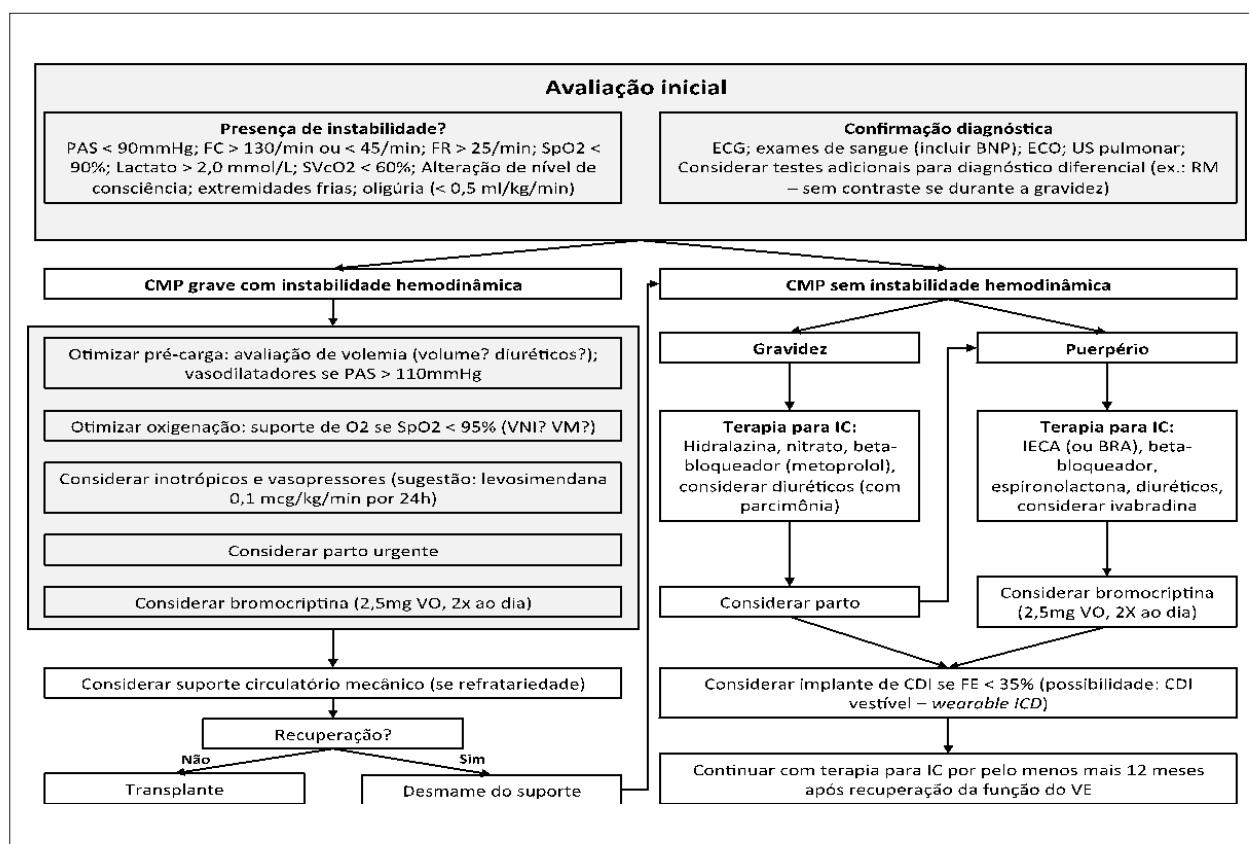 Avaliação inicial
Presença de instabilidade?
PAS < 90mmHg; FC > 130/min ou < 45/min; FR > 25/min; SpO2 <
90%; Lactato > 2,0 mmol/L; SVcO2 < 60%; Alteração de nível de
consciência; extremidades frias; oligúria (< 0,5 ml/kg/min)
Confirmação diagnóstica
ECG; exames de sangue (incluir BNP); ECO; US pulmonar;
Considerar testes adicionais para diagnóstico diferencial (ex.: RM
– sem contraste se durante a gravidez)
CMP grave com instabilidade hemodinâmica
Otimizar pré-carga: avaliação de volemia (volume? diuréticos?);
vasodilatadores se PAS > 110mmHg
Otimizar oxigenação: suporte de O2 se SpO2 < 95% (VNI? VM?)
Considerar inotrópicos e vasopressores (sugestão: levosimendana
0,1 mcg/kg/min por 24h)
Considerar parto urgente
Considerar bromocriptina (2,5mg VO, 2x ao dia)
Considerar suporte circulatório mecânico (se refratariedade)
Recuperação?
Não
Sim
Transplante
Desmame do suporte
CMP sem instabilidade hemodinâmica
Gravidez
Terapia para IC:
Hidralazina, nitrato, beta-
bloqueador (metoprolol),
considerar diuréticos (com
parcimônia)
Considerar parto
Puerpério
Terapia para IC:
IECA (ou BRA), beta-
bloqueador,
espironolactona, diuréticos,
considerar ivabradina
Considerar bromocriptina
(2,5mg VO, 2X ao dia)
Considerar implante de CDI se FE < 35% (possibilidade: CDI
vestível – wearable iCD)
Continuar com terapia para IC por pelo menos mais 12 meses
após recuperação da função do VE